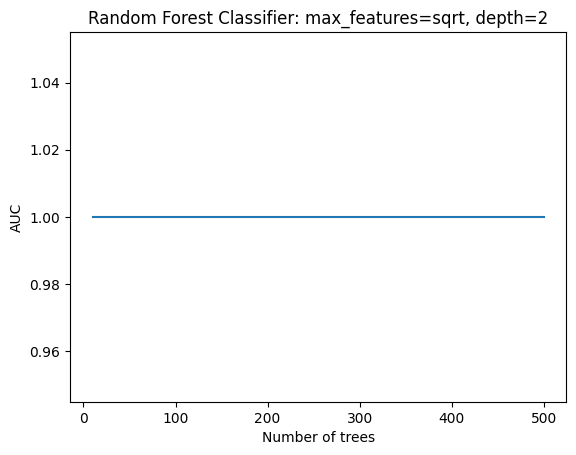 Random Forest Classifier: max_features=sqrt, depth=2
1.04
1.02
1.00
0.98
0.96
AUC
0 100 200 300 400 500
Number of trees